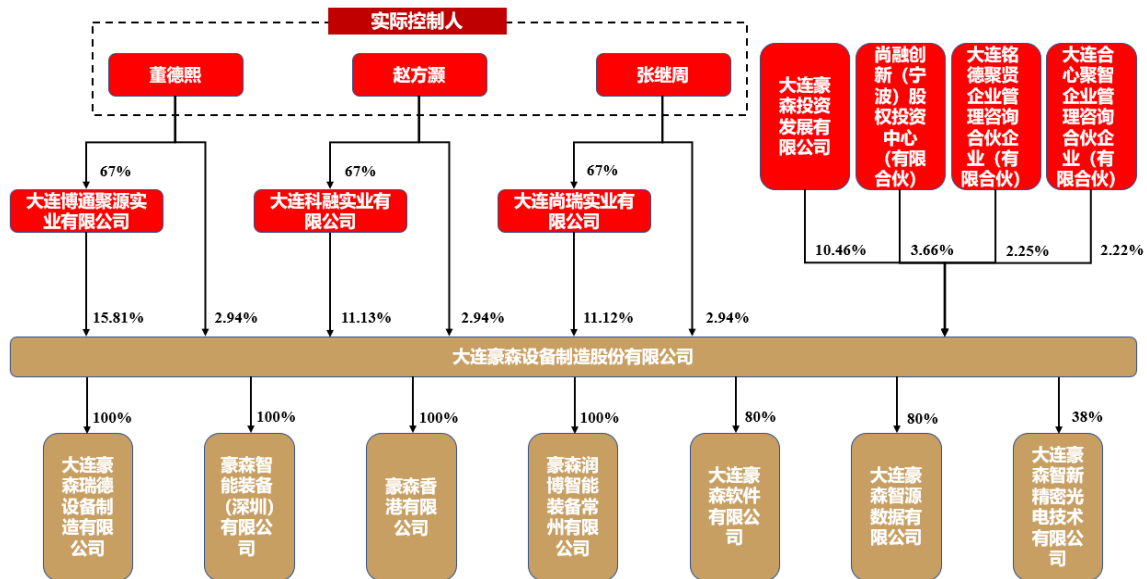 实际控制人
董德熙
赵方灏
张继周
大连豪
森投资
发展有
限公司
尚融创
新（宁
波）股
权投资
中心
（有限
合伙）
大连铭
德聚贤
企业管
理咨询
合伙企
业（有
限合伙）
大连合
心聚智
企业管
理咨询
合伙企
业（有
限合伙）
67%
67%
67%
大连博通聚源实
业有限公司
大连科融实业有
限公司
大连尚瑞实业有
限公司
10.46%
3.66%
2.25%
2.22%
15.81%
2.94%
11.13%
2.94%
11.12%
2.94%
大连豪森设备制造股份有限公司
100%
100%
100%
100%
80%
80%
38%
大连豪
森瑞德
设备制
造有限
公司
豪森智
能装备
（深圳）
有限公
司
豪森香
港有限
公司
豪森润
博智能
装备常
州有限
公司
大连豪
森软件
有限公
司
大连豪
森智源
数据有
限公司
大连豪
森智新
精密光
电技术
有限公
司